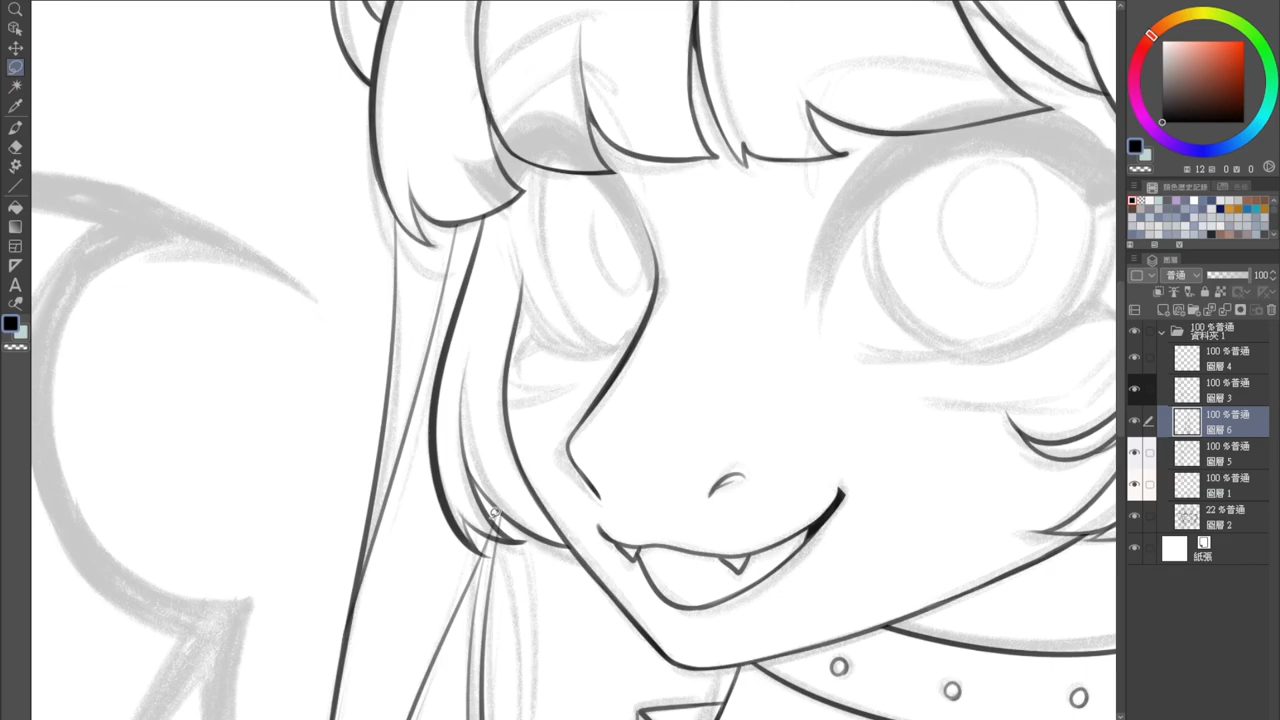 12 0 0
顏色歷史記錄
圖層
普通 100
100 %普通
資料夾 1
100 %普通
圖層 4
100 %普通
圖層 3
100 %普通
圖層 6
100 %普通
圖層 5
100 %普通
圖層 1
22 %普通
圖層 2
紙張